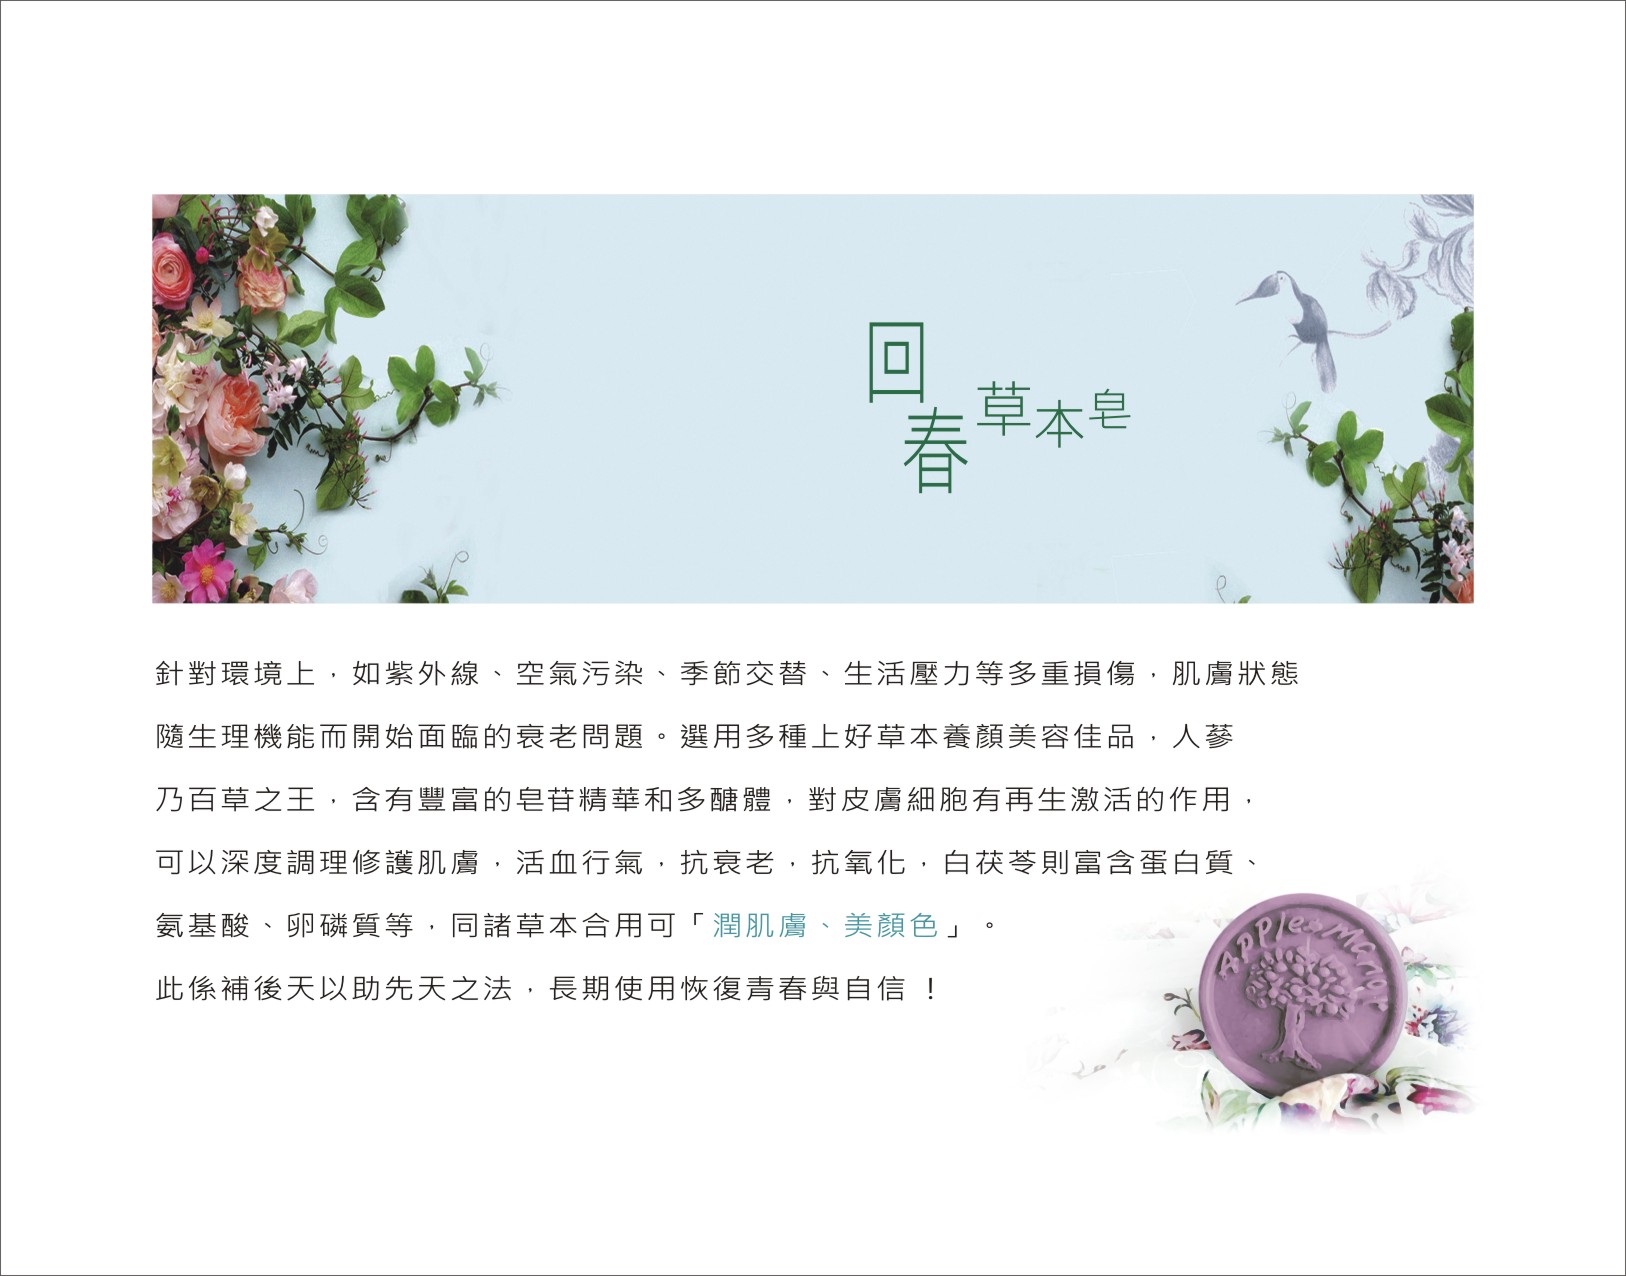 回春草本皂
針對環境上，如紫外線、空氣污染、季節交替、生活壓力等多重損傷，肌膚狀態
隨生理機能而開始面臨的衰老問題。選用多種上好草本養顏美容佳品，人蔘
乃百草之王，含有豐富的皂苷精華和多醣體，對皮膚細胞有再生激活的作用，
可以深度調理修護肌膚，活血行氣，抗衰老，抗氧化，白茯苓則富含蛋白質、
氨基酸、卵磷質等，同諸草本合用可「潤肌膚、美顏色」。
此係補後天以助先天之法，長期使用恢復青春與自信！
APPles MANor